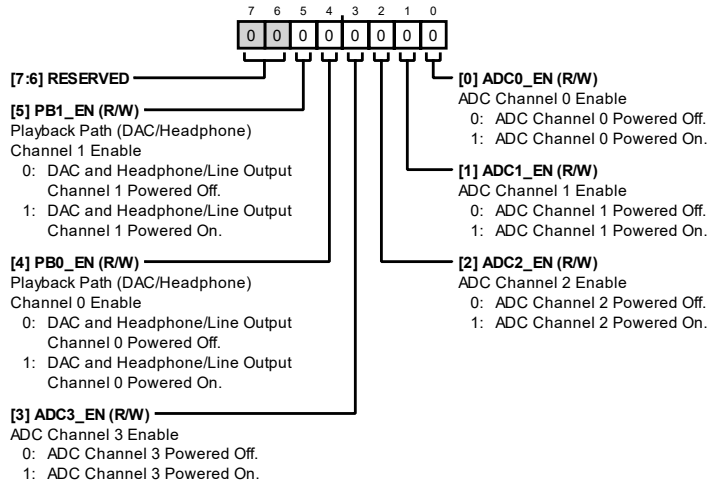 7 6 5 4 3 2 1 0
0 0 0 0 0 0 0 0
[7:6] RESERVED
[5] PB1_EN (R/W)
Playback Path (DAC/Headphone)
Channel 1 Enable
0: DAC and Headphone/Line Output
Channel 1 Powered Off.
1: DAC and Headphone/Line Output
Channel 1 Powered On.
[4] PB0_EN (R/W)
Playback Path (DAC/Headphone)
Channel 0 Enable
0: DAC and Headphone/Line Output
Channel 0 Powered Off.
1: DAC and Headphone/Line Output
Channel 0 Powered On.
[3] ADC3_EN (R/W)
ADC Channel 3 Enable
0: ADC Channel 3 Powered Off.
1: ADC Channel 3 Powered On.
[0] ADC0_EN (R/W)
ADC Channel 0 Enable
0: ADC Channel 0 Powered Off.
1: ADC Channel 0 Powered On.
[1] ADC1_EN (R/W)
ADC Channel 1 Enable
0: ADC Channel 1 Powered Off.
1: ADC Channel 1 Powered On.
[2] ADC2_EN (R/W)
ADC Channel 2 Enable
0: ADC Channel 2 Powered Off.
1: ADC Channel 2 Powered On.